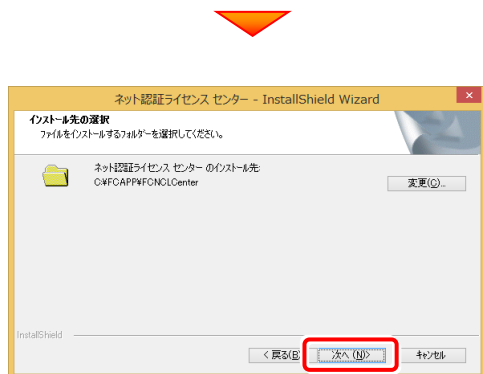 ネット認証ライセンス センター - InstallShield Wizard
インストール先の選択
ファイルをインストールするフォルダーを選択してください。
ネット認証ライセンス センター のインストール先:
C:¥FCAPP¥FCNCLCenter
変更(C)...
InstallShield
< 戻る(B)
次へ (N)>
キャンセル